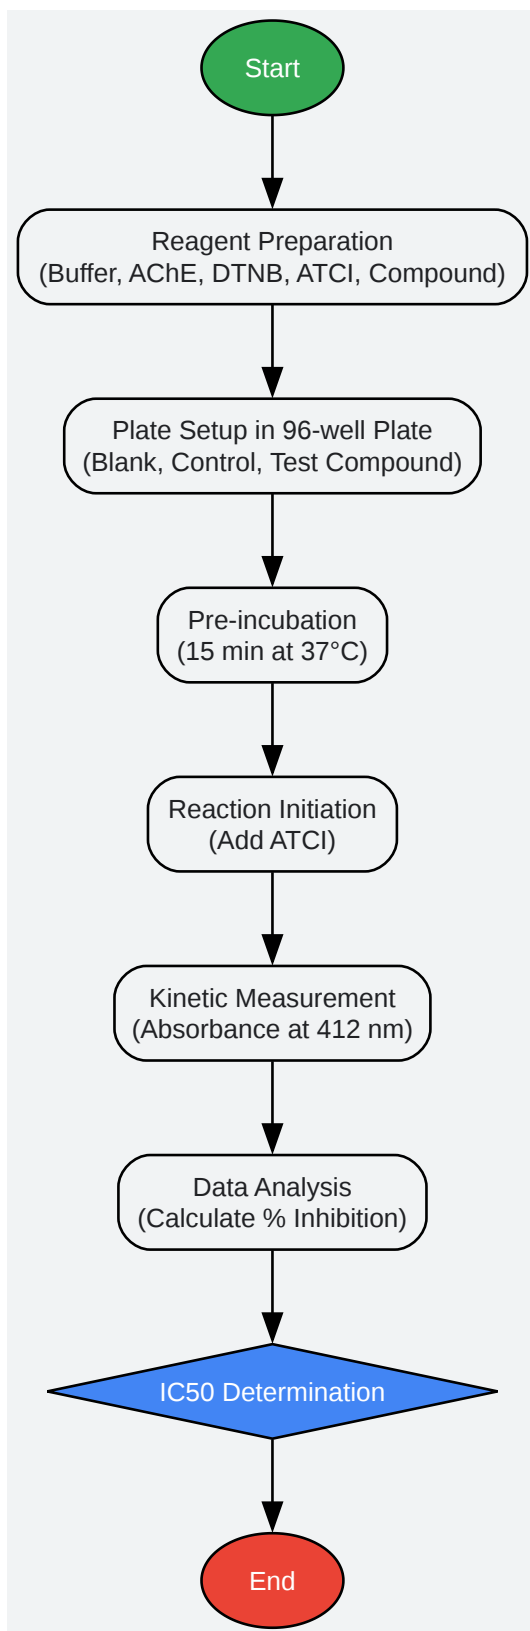 Start
Reagent Preparation
(Buffer, AChE, DTNB, ATCI, Compound)
Plate Setup in 96-well Plate
(Blank, Control, Test Compound)
Pre-incubation
(15 min at 37°C)
Reaction Initiation
(Add ATCI)
Kinetic Measurement
(Absorbance at 412 nm)
Data Analysis
(Calculate % Inhibition)
IC50 Determination
End